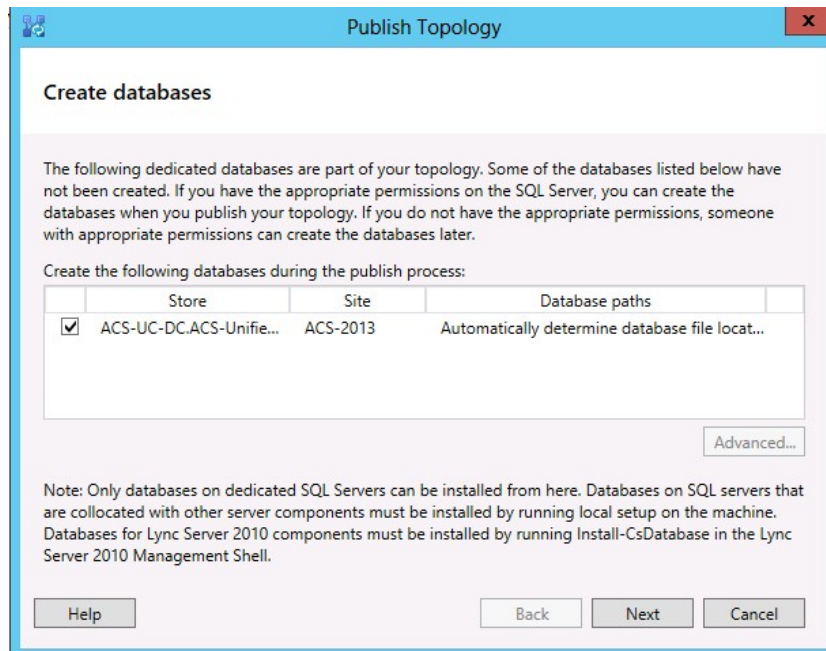 Publish Topology
x
Create databases
The following dedicated databases are part of your topology. Some of the databases listed below have
not been created. If you have the appropriate permissions on the SQL Server, you can create the
databases when you publish your topology. If you do not have the appropriate permissions, someone
with appropriate permissions can create the databases later.
Create the following databases during the publish process:
Store Site Database paths
ACS-UC-DC.ACS-Unifie... ACS-2013 Automatically determine database file locat...
Advanced...
Note: Only databases on dedicated SQL Servers can be installed from here. Databases on SQL servers that
are collocated with other server components must be installed by running local setup on the machine.
Databases for Lync Server 2010 components must be installed by running Install-CsDatabase in the Lync
Server 2010 Management Shell.
Help Back Next Cancel